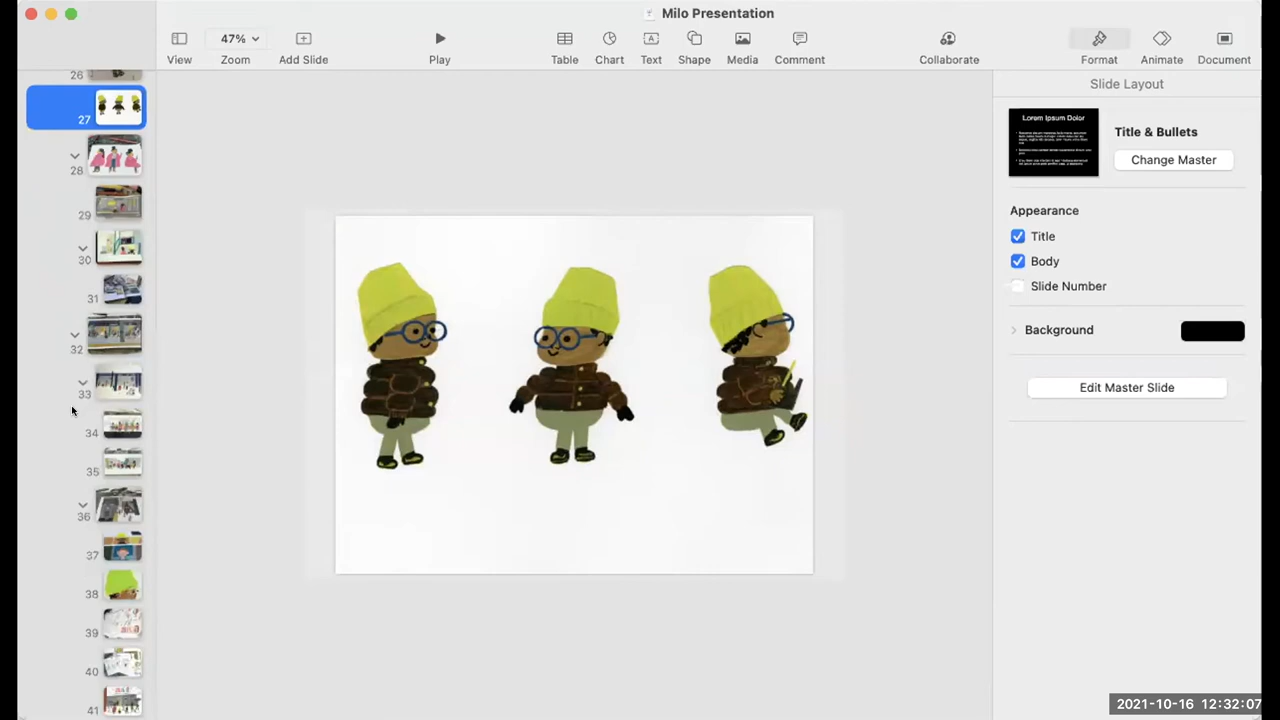 Milo Presentation
47%
View
Zoom
Add Slide
Play
Table
Chart
Text
Shape
Media
Comment
Collaborate
Format
Animate
Document
26
27
28
29
30
31
32
33
34
35
36
37
38
39
40
41
Slide Layout
Lorem Ipsum Dolor
Title & Bullets
Change Master
Appearance
Title
Body
Slide Number
Background
Edit Master Slide
2021-10-16 12:32:07